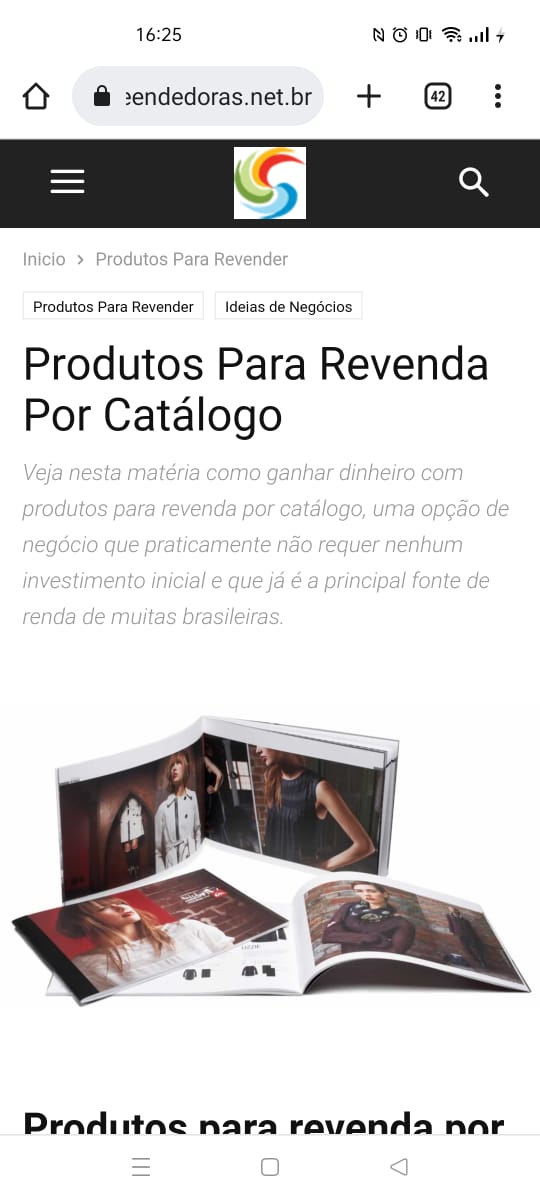 16:25
eendedoras.net.br
42
Inicio > Produtos Para Revender
Produtos Para Revender Ideias de Negócios
Produtos Para Revenda
Por Catálogo
Veja nesta matéria como ganhar dinheiro com
produtos para revenda por catálogo, uma opção de
negócio que praticamente não requer nenhum
investimento inicial e que já é a principal fonte de
renda de muitas brasileiras.
Produtos para revenda por